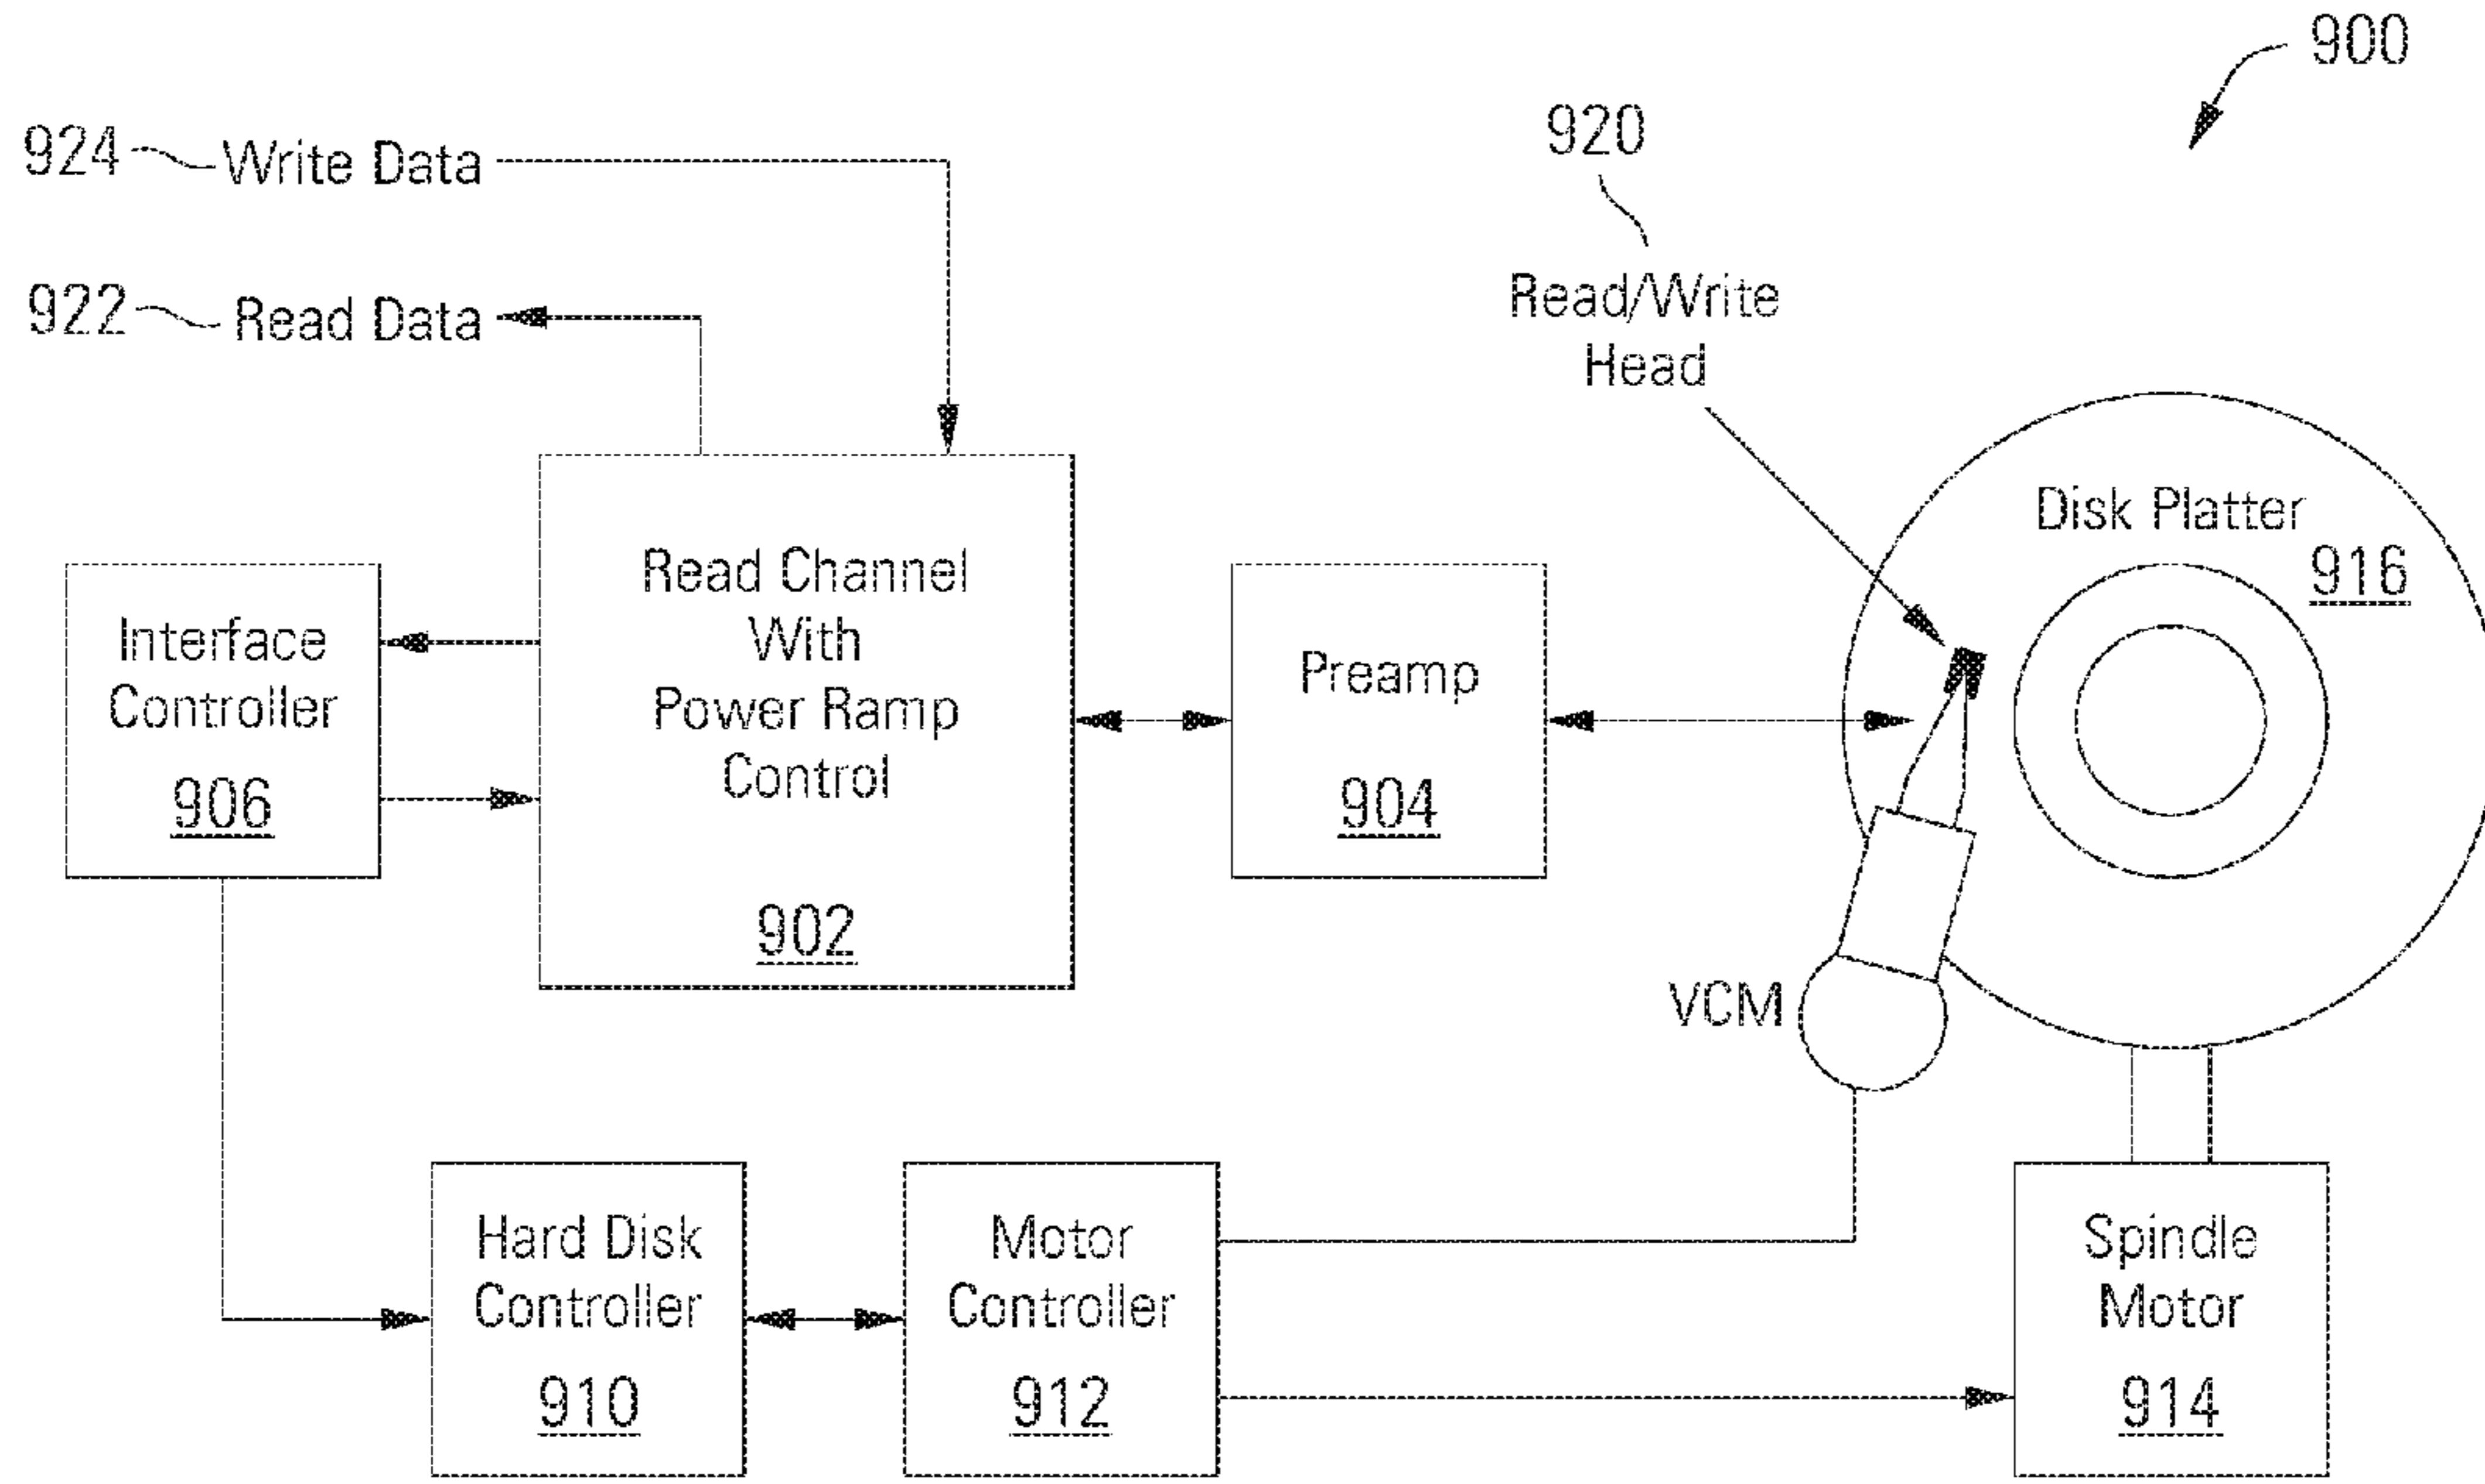 900
924 Write Data
920
922 Read Data
Read/Write
Head
Disk Platter
916
Read Channel
With
Power Ramp
Control
902
Interface
Controller
906
Preamp
904
VCM
Hard Disk
Controller
910
Motor
Controller
912
Spindle
Motor
914